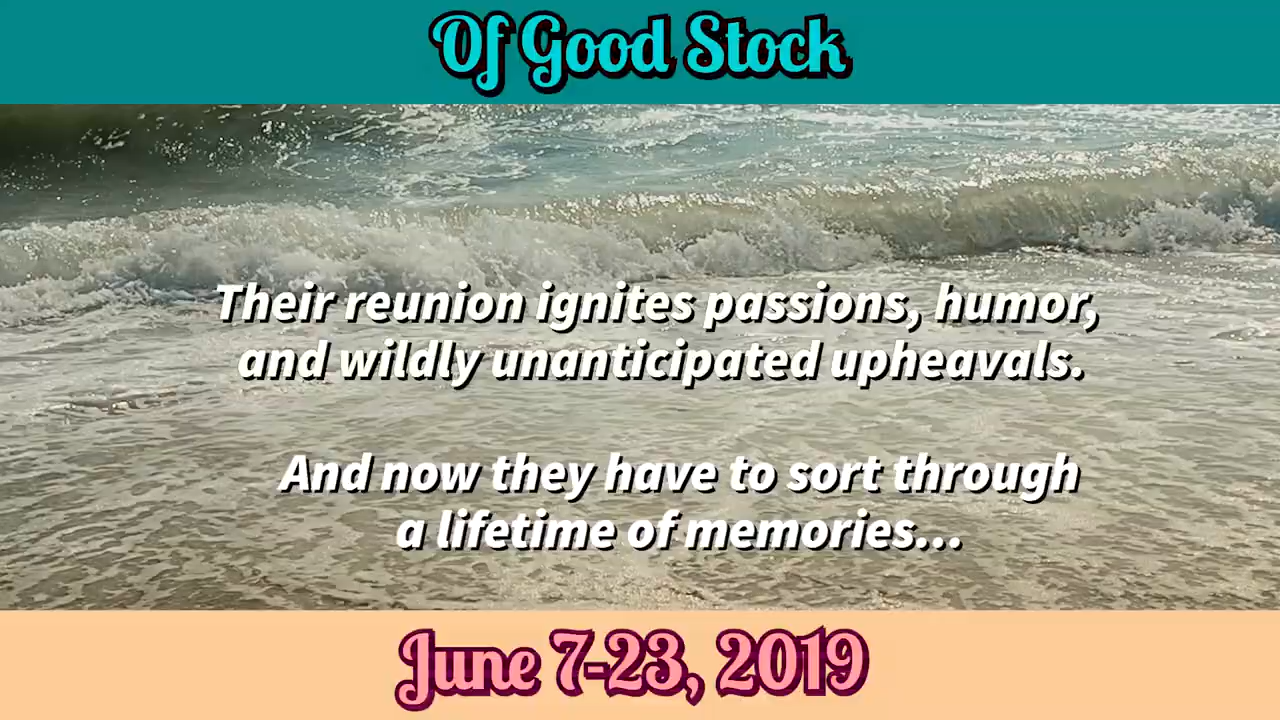 Of Good Stock
Their reunion ignites passions, humor,
and wildly unanticipated upheavals.
And now they have to sort through
a lifetime of memories...
June 7-23, 2019